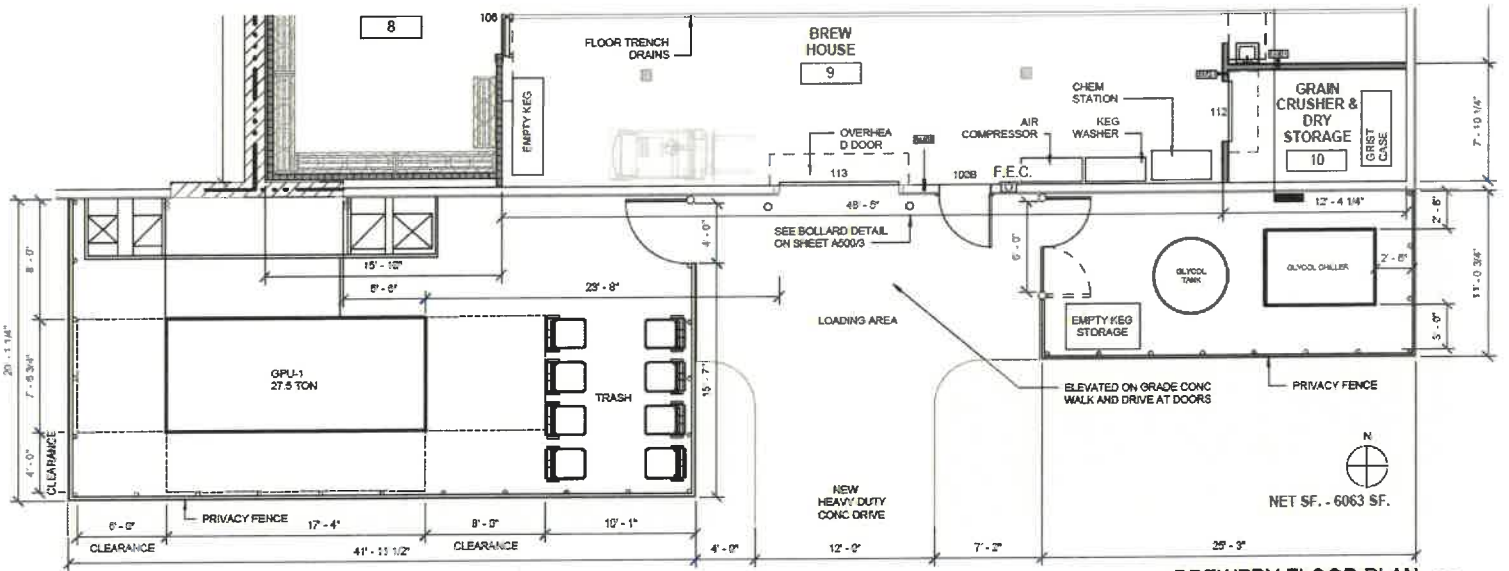 8
106
FLOOR TRENCH
DRAINS
BREW
HOUSE
9
EMPTY KEG
CHEM
STATION
AIR
COMPRESSOR
KEG
WASHER
OVERHEA
D DOOR
113
103B
F.E.C.
112
GRAIN
CRUSHER &
DRY
STORAGE
10
GRIST
CASE
7' - 10 1/4"
48' - 5"
12' - 4 1/4"
2' - 6"
SEE BOLLARD DETAIL
ON SHEET A500/3
4' - 0"
6' - 0"
8' - 0"
15' - 10"
6' - 6"
23' - 8"
GLYCOL
TANK
GLYCOL CHILLER
2' - 6"
11' - 0 3/4"
3' - 0"
LOADING AREA
EMPTY KEG
STORAGE
20' - 1 1/4"
7' - 6 3/4"
GPU-1
27.5 TON
TRASH
15' - 7"
ELEVATED ON GRADE CONC
WALK AND DRIVE AT DOORS
PRIVACY FENCE
4' - 0"
CLEARANCE
N
NET SF. - 6063 SF.
NEW
HEAVY DUTY
CONC DRIVE
PRIVACY FENCE
6' - 0"
CLEARANCE
17' - 4"
8' - 0"
CLEARANCE
10' - 1"
41' - 11 1/2"
4' - 0"
12' - 0"
7' - 2"
25' - 3"
BREWERY FLOOR PLAN